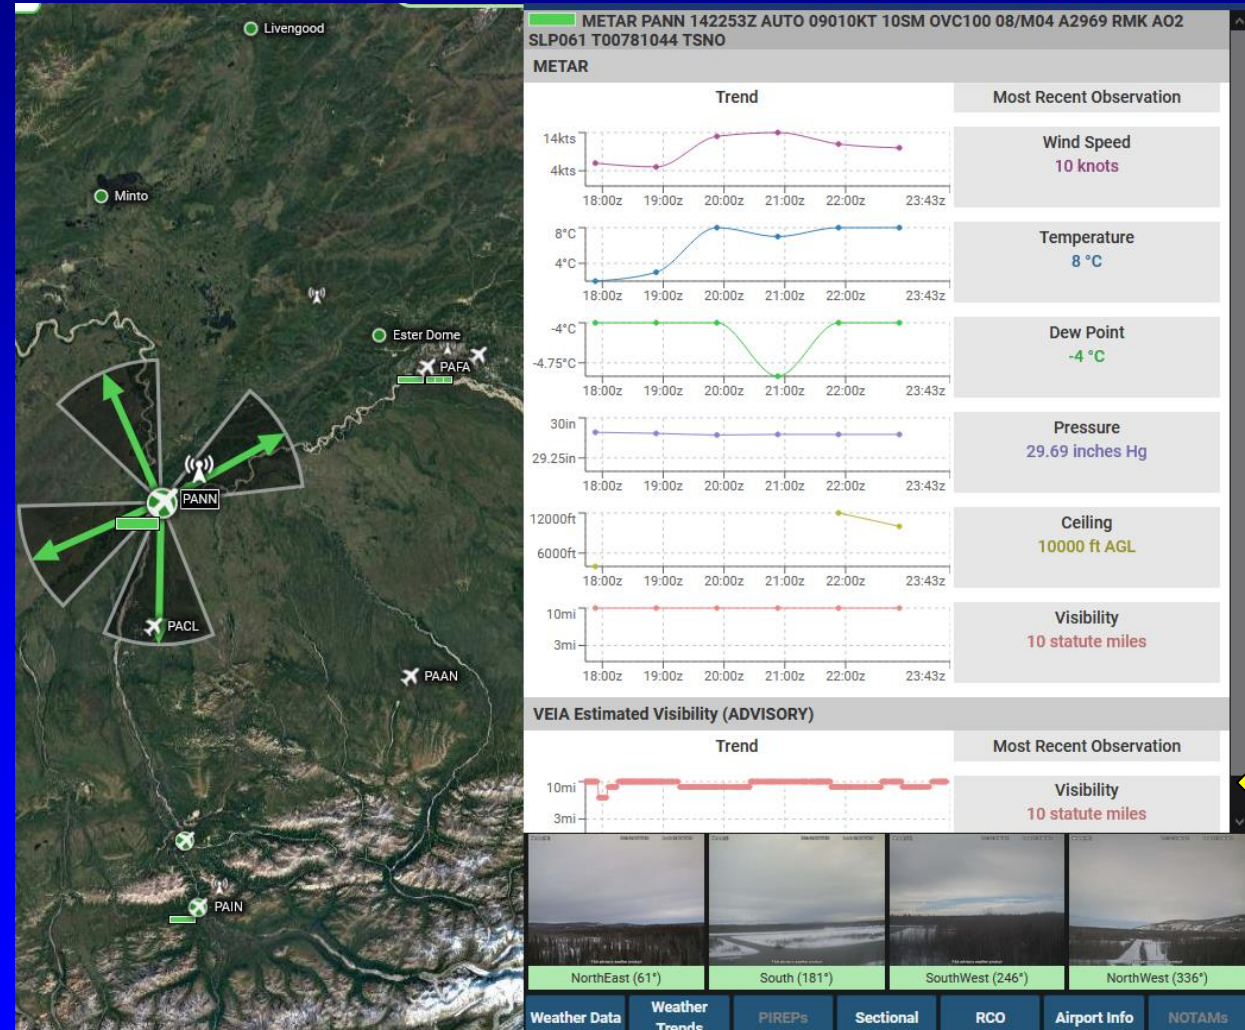 Livengood
Minto
Ester Dome
PAFA
PANN
PACL
PAAN
PAIN
METAR PANN 142253Z AUTO 09010KT 10SM OVC100 08/M04 A2969 RMK AO2
SLP061 T00781044 TSNO
METAR
Trend
Most Recent Observation
14kts
4kts
18:00z 19:00z 20:00z 21:00z 22:00z 23:43z
Wind Speed
10 knots
8°C
4°C
18:00z 19:00z 20:00z 21:00z 22:00z 23:43z
Temperature
8 °C
-4°C
-4.75°C
18:00z 19:00z 20:00z 21:00z 22:00z 23:43z
Dew Point
-4 °C
30in
29.25in
18:00z 19:00z 20:00z 21:00z 22:00z 23:43z
Pressure
29.69 inches Hg
12000ft
6000ft
18:00z 19:00z 20:00z 21:00z 22:00z 23:43z
Ceiling
10000 ft AGL
10mi
3mi
18:00z 19:00z 20:00z 21:00z 22:00z 23:43z
Visibility
10 statute miles
VEIA Estimated Visibility (ADVISORY)
Trend
Most Recent Observation
10mi
3mi
Visibility
10 statute miles
NorthEast (61°)
South (181°)
SouthWest (246°)
NorthWest (336°)
Weather Data
Weather
Trends
PIREPs
Sectional
RCO
Airport Info
NOTAMs